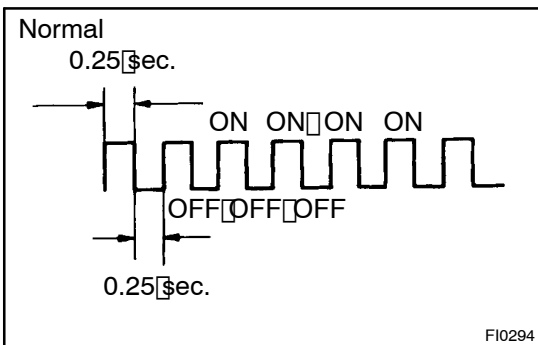 Normal
0.25 sec.
ON ON ON ON
OFF OFF OFF
0.25 sec.
FI0294